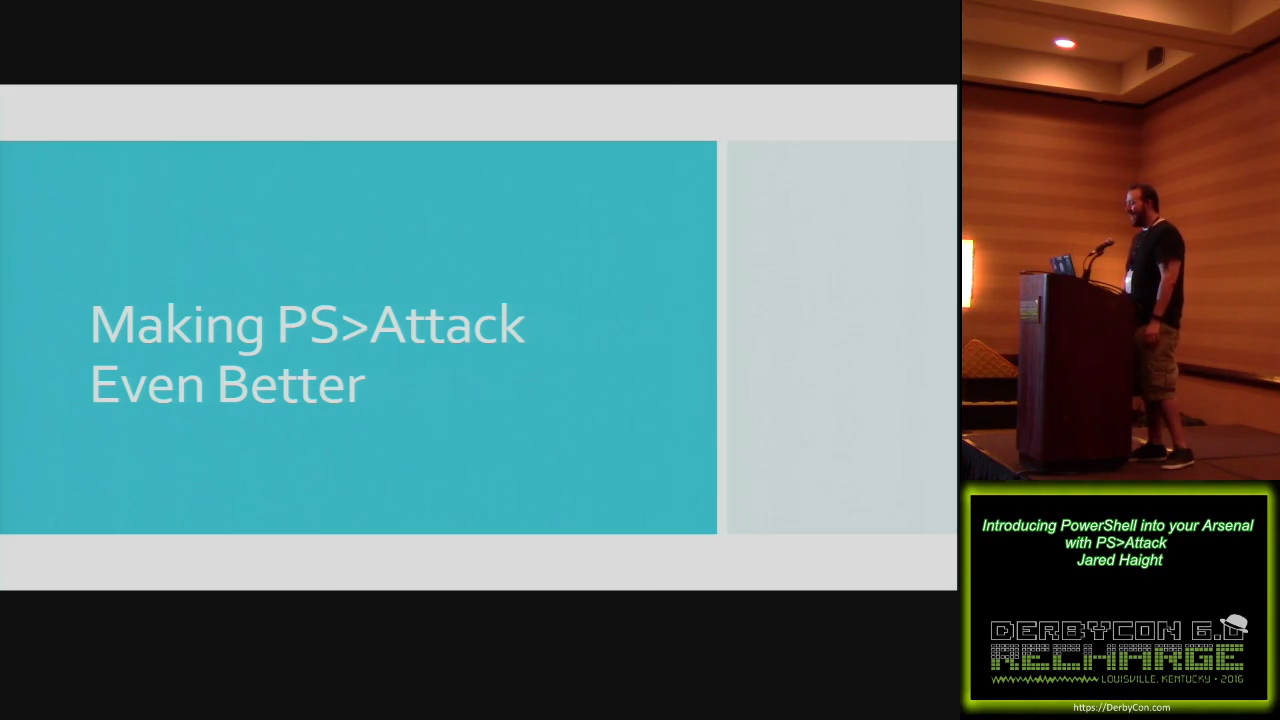 Making PS>Attack
Even Better
Introducing PowerShell into your Arsenal
with PS>Attack
Jared Haight
DERBYCON 6.0
RECHARGE
LOUISVILLE, KENTUCKY • 2016
https://DerbyCon.com